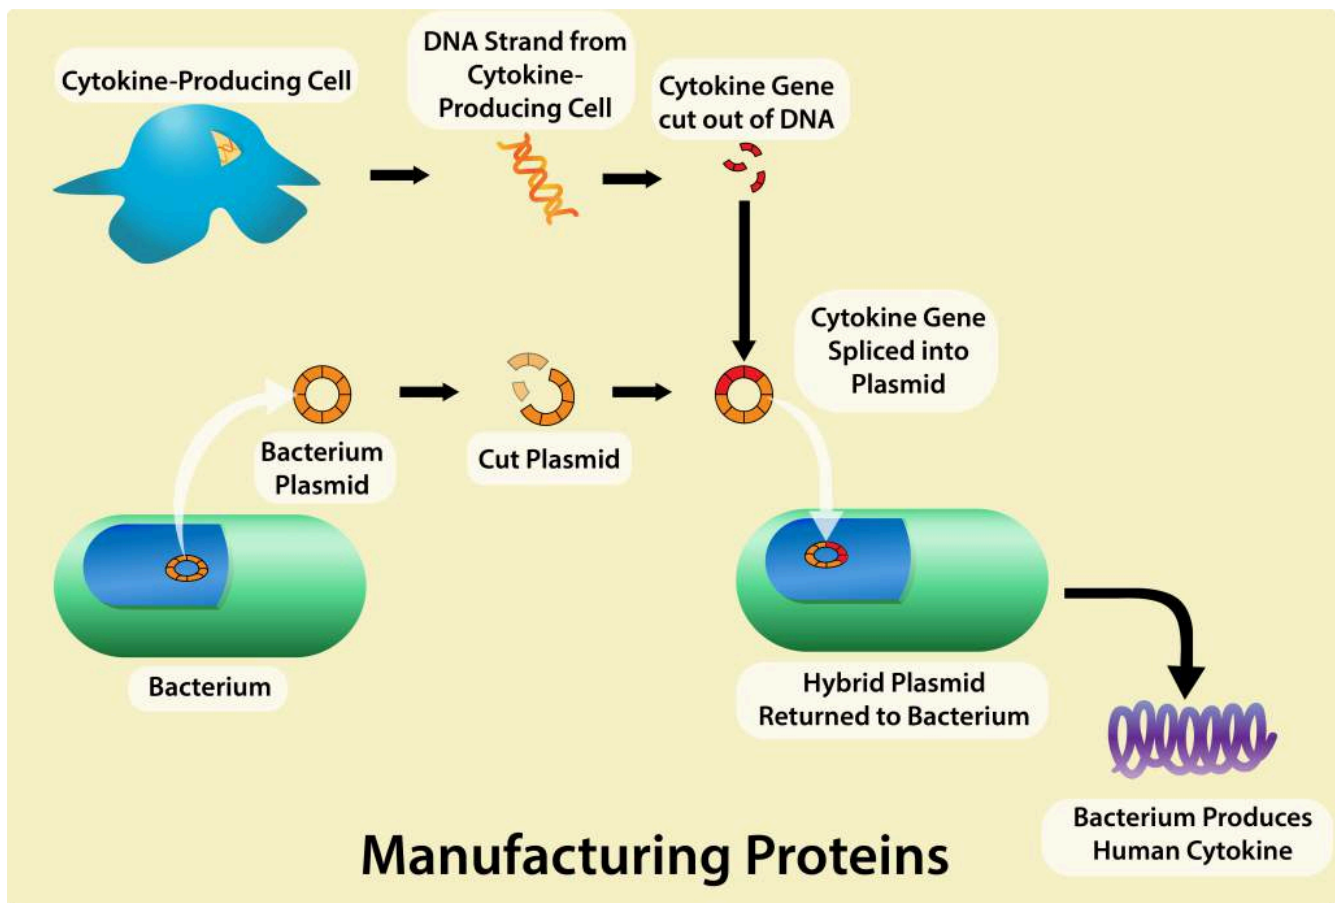 Cytokine-Producing Cell
DNA Strand from
Cytokine-
Producing Cell
Cytokine Gene
cut out of DNA
Cytokine Gene
Spliced into
Plasmid
Bacterium
Plasmid
Cut Plasmid
Bacterium
Hybrid Plasmid
Returned to Bacterium
Bacterium Produces
Human Cytokine
Manufacturing Proteins